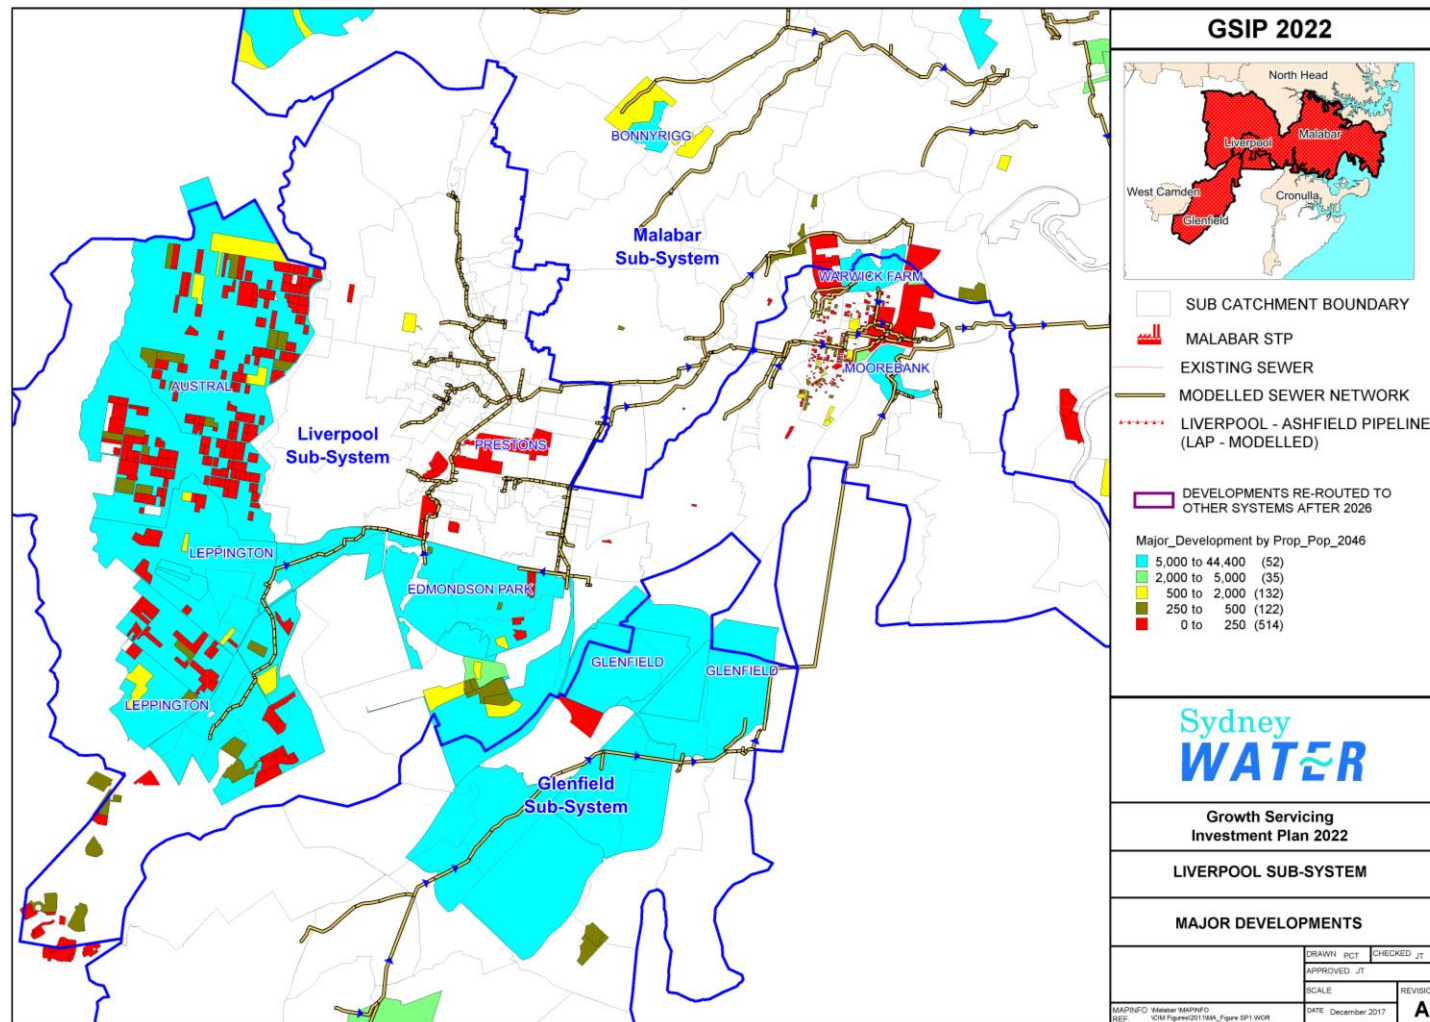 GSIP 2022
North Head
Malabar
Liverpool
West Camden
Cronulla
Glenfield
SUB CATCHMENT BOUNDARY
MALABAR STP
EXISTING SEWER
MODELLED SEWER NETWORK
LIVERPOOL - ASHFIELD PIPELINE
(LAP - MODELLED)
DEVELOPMENTS RE-ROUTED TO
OTHER SYSTEMS AFTER 2026
Major_Development by Prop_Pop_2046
5,000 to 44,400 (52)
2,000 to 5,000 (35)
500 to 2,000 (132)
250 to 500 (122)
0 to 250 (514)
Sydney
WATER
Growth Servicing
Investment Plan 2022
LIVERPOOL SUB-SYSTEM
MAJOR DEVELOPMENTS
DRAWN PCT CHECKED JT
APPROVED JT
SCALE
REVISIO
DATE December 2017
A
MAPINFO
REF.
BONNYRIGG
Malabar
Sub-System
WARWICK FARM
MOOREBANK
AUSTRAL
Liverpool
Sub-System
PRESTONS
LEPPINGTON
EDMONDSON PARK
GLENFIELD
GLENFIELD
LEPPINGTON
Glenfield
Sub-System